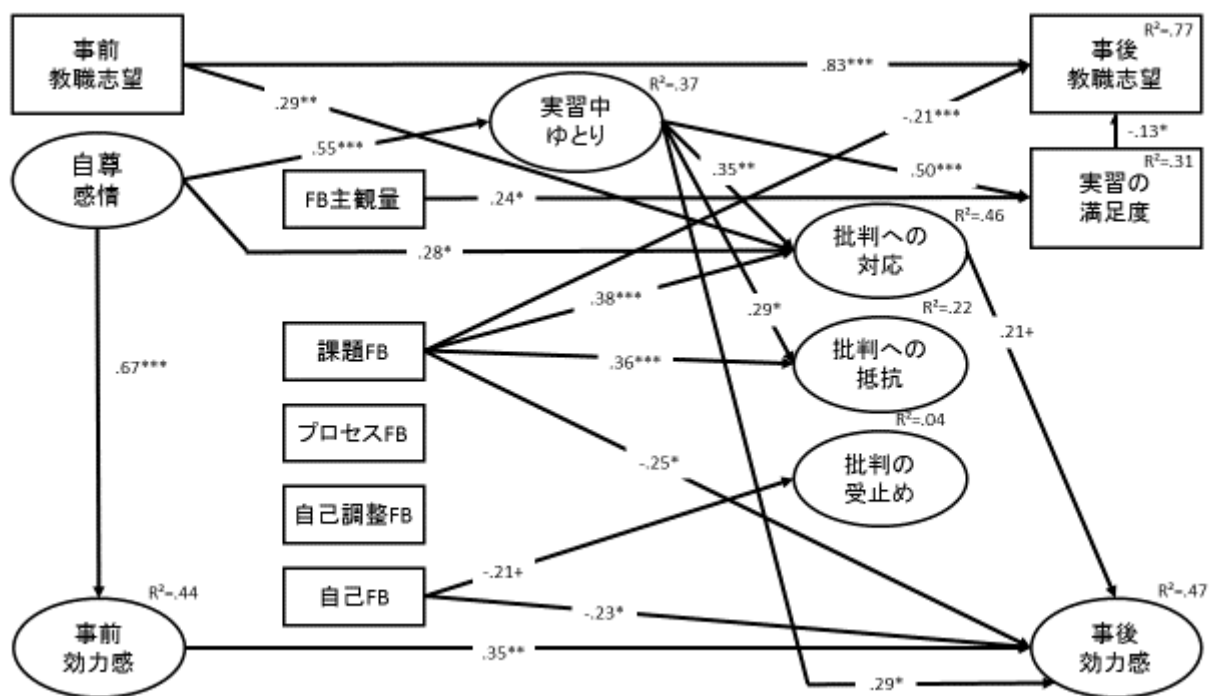 事前
教職志望
R²=.77
事後
教職志望
.83***
R²=.37
実習中
ゆとり
.29**
-.21***
-.13*
.55***
R²=.31
実習の
満足度
.35**
.50***
自尊
感情
FB主観量
.24*
R²=.46
批判への
対応
.28*
.38***
.29*
R²=.22
.21+
課題FB
.36***
批判への
抵抗
.67***
R²=.04
プロセスFB
-.25*
批判の
受止め
自己調整FB
-.21+
R²=.44
自己FB
-.23*
R²=.47
事前
効力感
.35**
事後
効力感
.29*